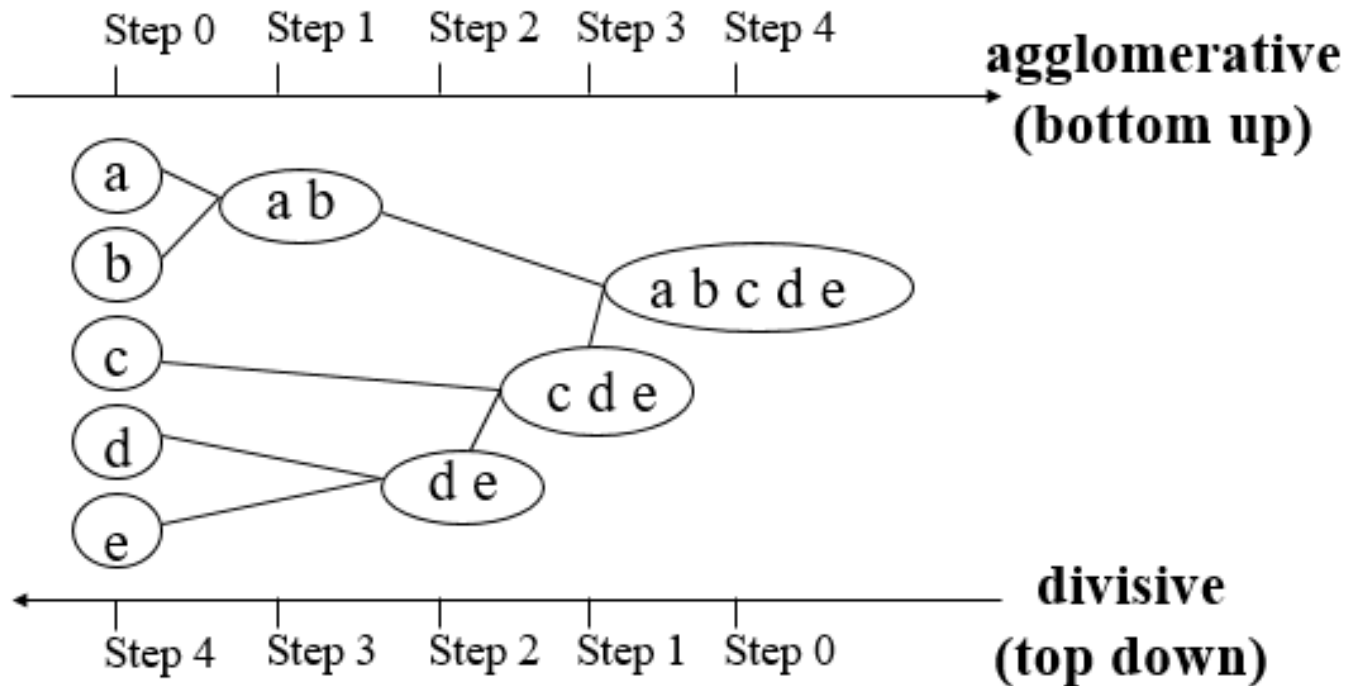 Step 0 Step 1 Step 2 Step 3 Step 4
agglomerative
(bottom up)
a
a b
b
a b c d e
c
c d e
d
d e
e
divisive
(top down)
Step 4 Step 3 Step 2 Step 1 Step 0